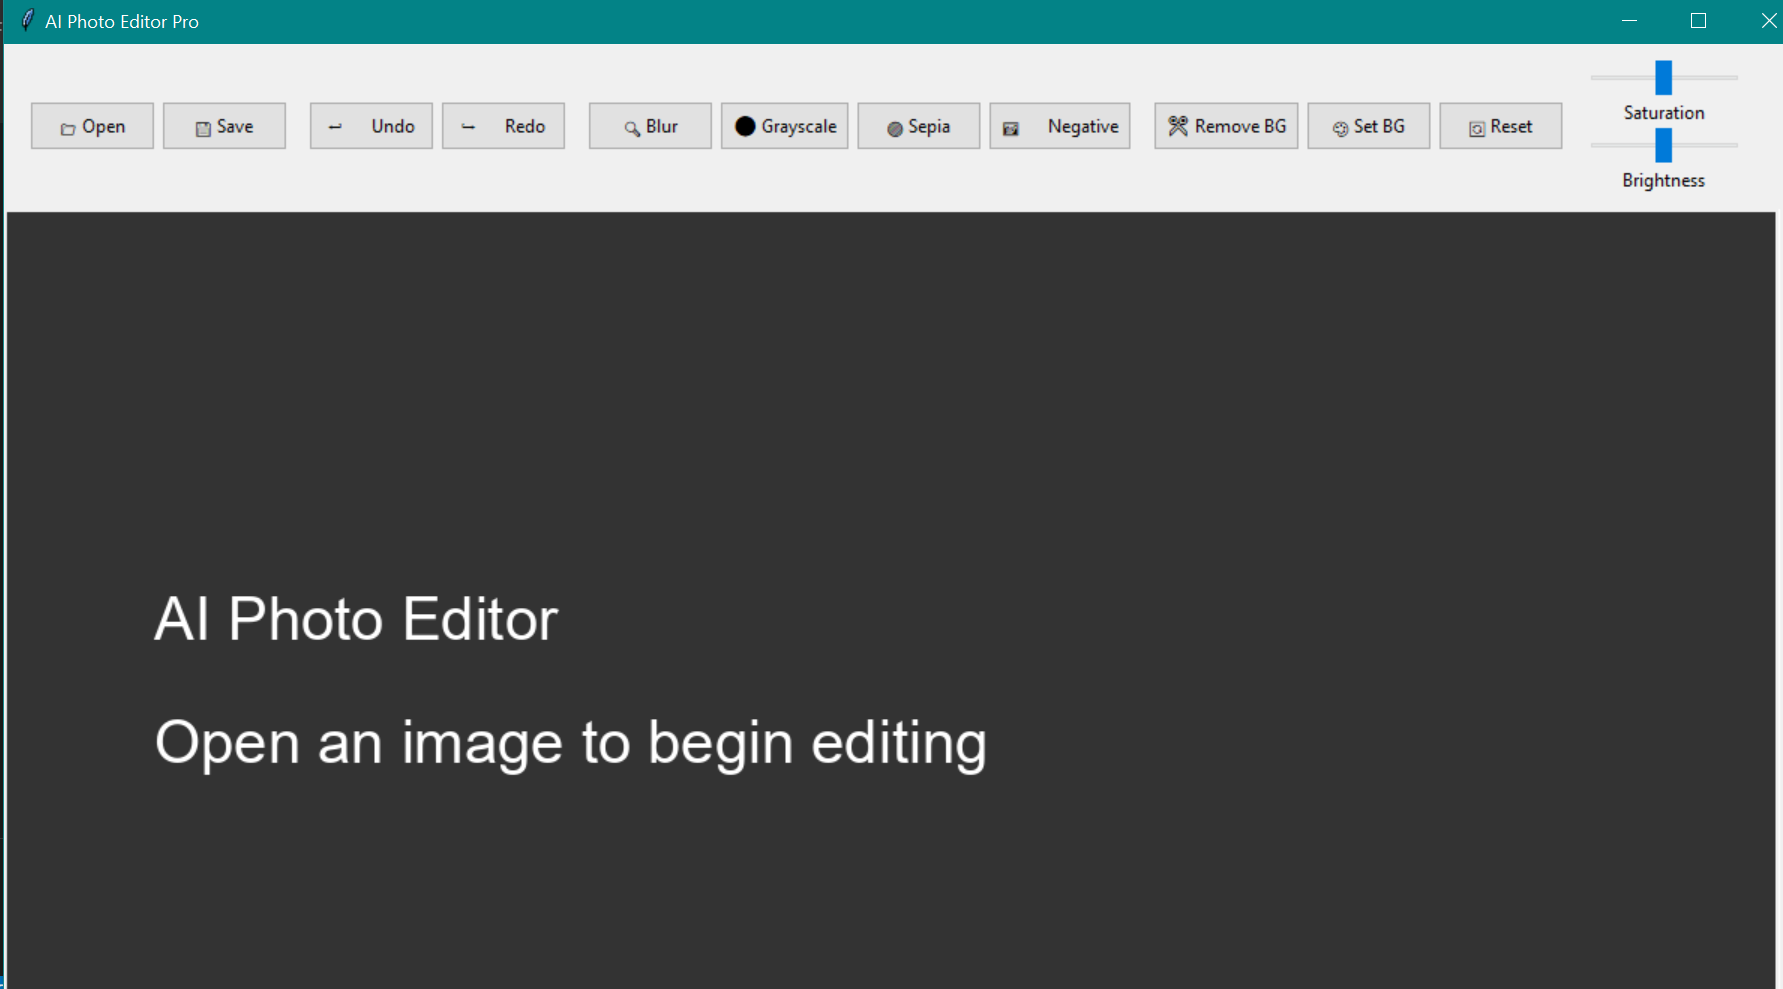 AI Photo Editor Pro
Open Save Undo Redo Blur Grayscale Sepia Negative Remove BG Set BG Reset
Saturation
Brightness
AI Photo Editor
Open an image to begin editing